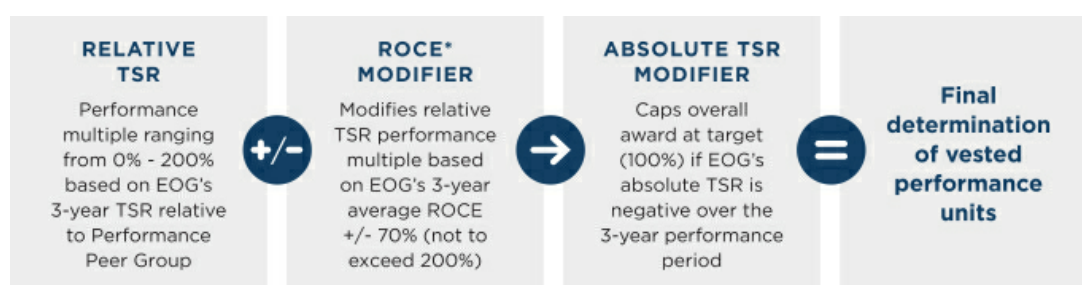 RELATIVE
TSR
Performance
multiple ranging
from 0% - 200%
based on EOG's
3-year TSR relative
to Performance
Peer Group
+/-
ROCE*
MODIFIER
Modifies relative
TSR performance
multiple based
on EOG's 3-year
average ROCE
+/- 70% (not to
exceed 200%)
→
ABSOLUTE TSR
MODIFIER
Caps overall
award at target
(100%) if EOG's
absolute TSR is
negative over the
3-year performance
period
=
Final
determination
of vested
performance
units